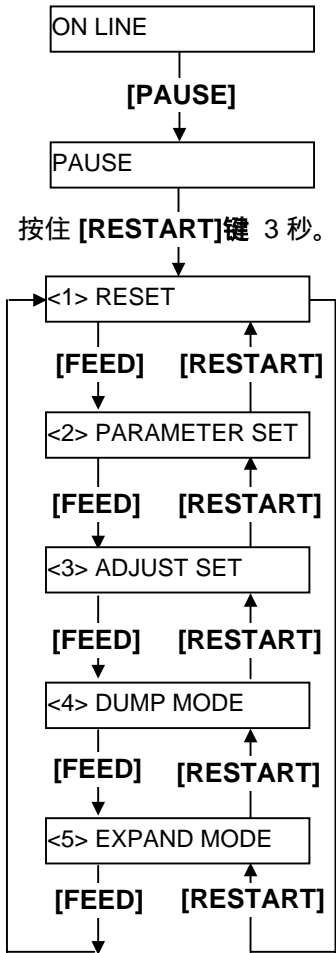 ON LINE
[PAUSE]
PAUSE
按住 [RESTART]键 3 秒。
<1> RESET
[FEED] [RESTART]
<2> PARAMETER SET
[FEED] [RESTART]
<3> ADJUST SET
[FEED] [RESTART]
<4> DUMP MODE
[FEED] [RESTART]
<5> EXPAND MODE
[FEED] [RESTART]